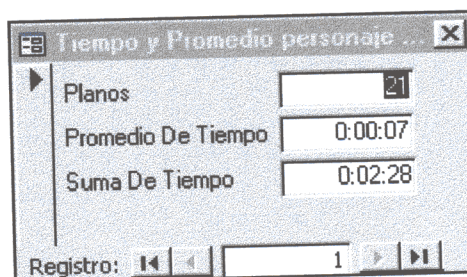 Tiempo y Promedio personaje ...
Planos 21
Promedio De Tiempo 0:00:07
Suma De Tiempo 0:02:28
Registro: 1